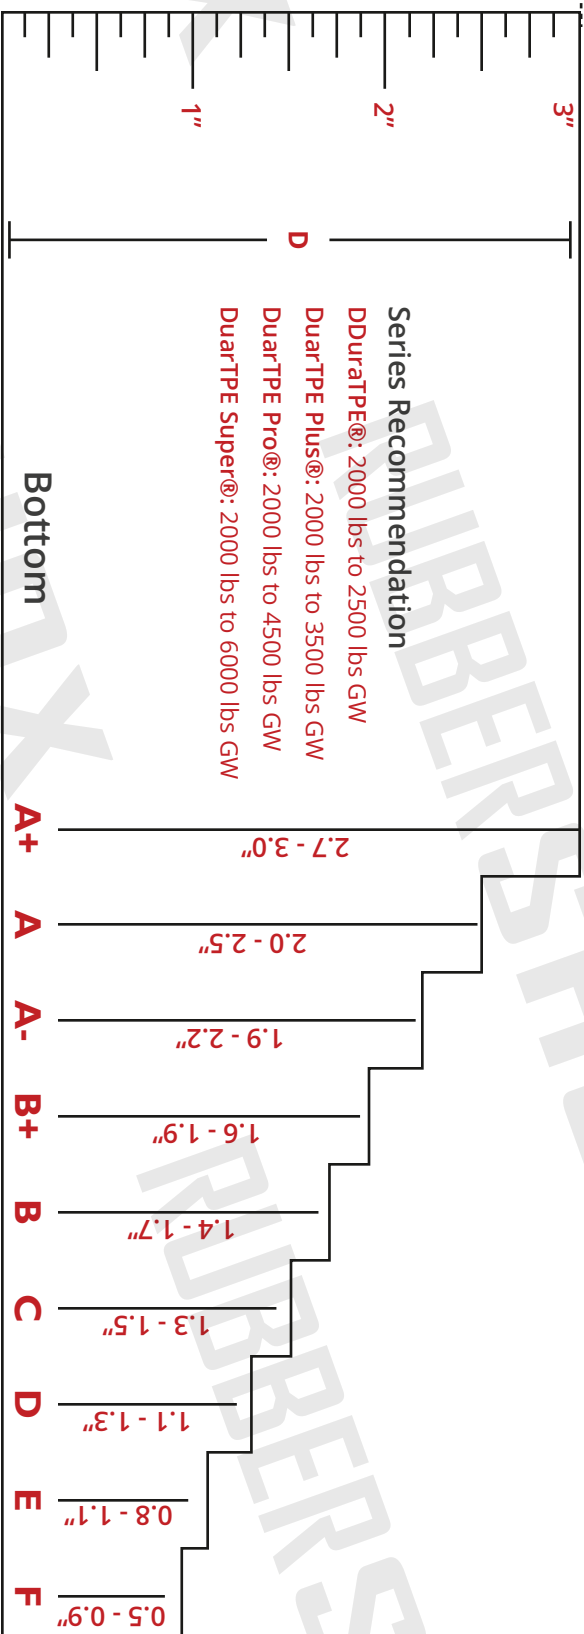 1”
2”
3”
D
Series Recommendation
DDuraTPE®: 2000 lbs to 2500 lbs GW
DuarTPE Plus®: 2000 lbs to 3500 lbs GW
DuarTPE Pro®: 2000 lbs to 4500 lbs GW
DuarTPE Super®: 2000 lbs to 6000 lbs GW
Bottom
A+
2.7 - 3.0”
A
2.0 - 2.5”
A-
1.9 - 2.2”
B+
1.6 - 1.9”
B
1.4 - 1.7”
C
1.3 - 1.5”
D
1.1 - 1.3”
E
0.8 - 1.1”
F
0.5 - 0.9”